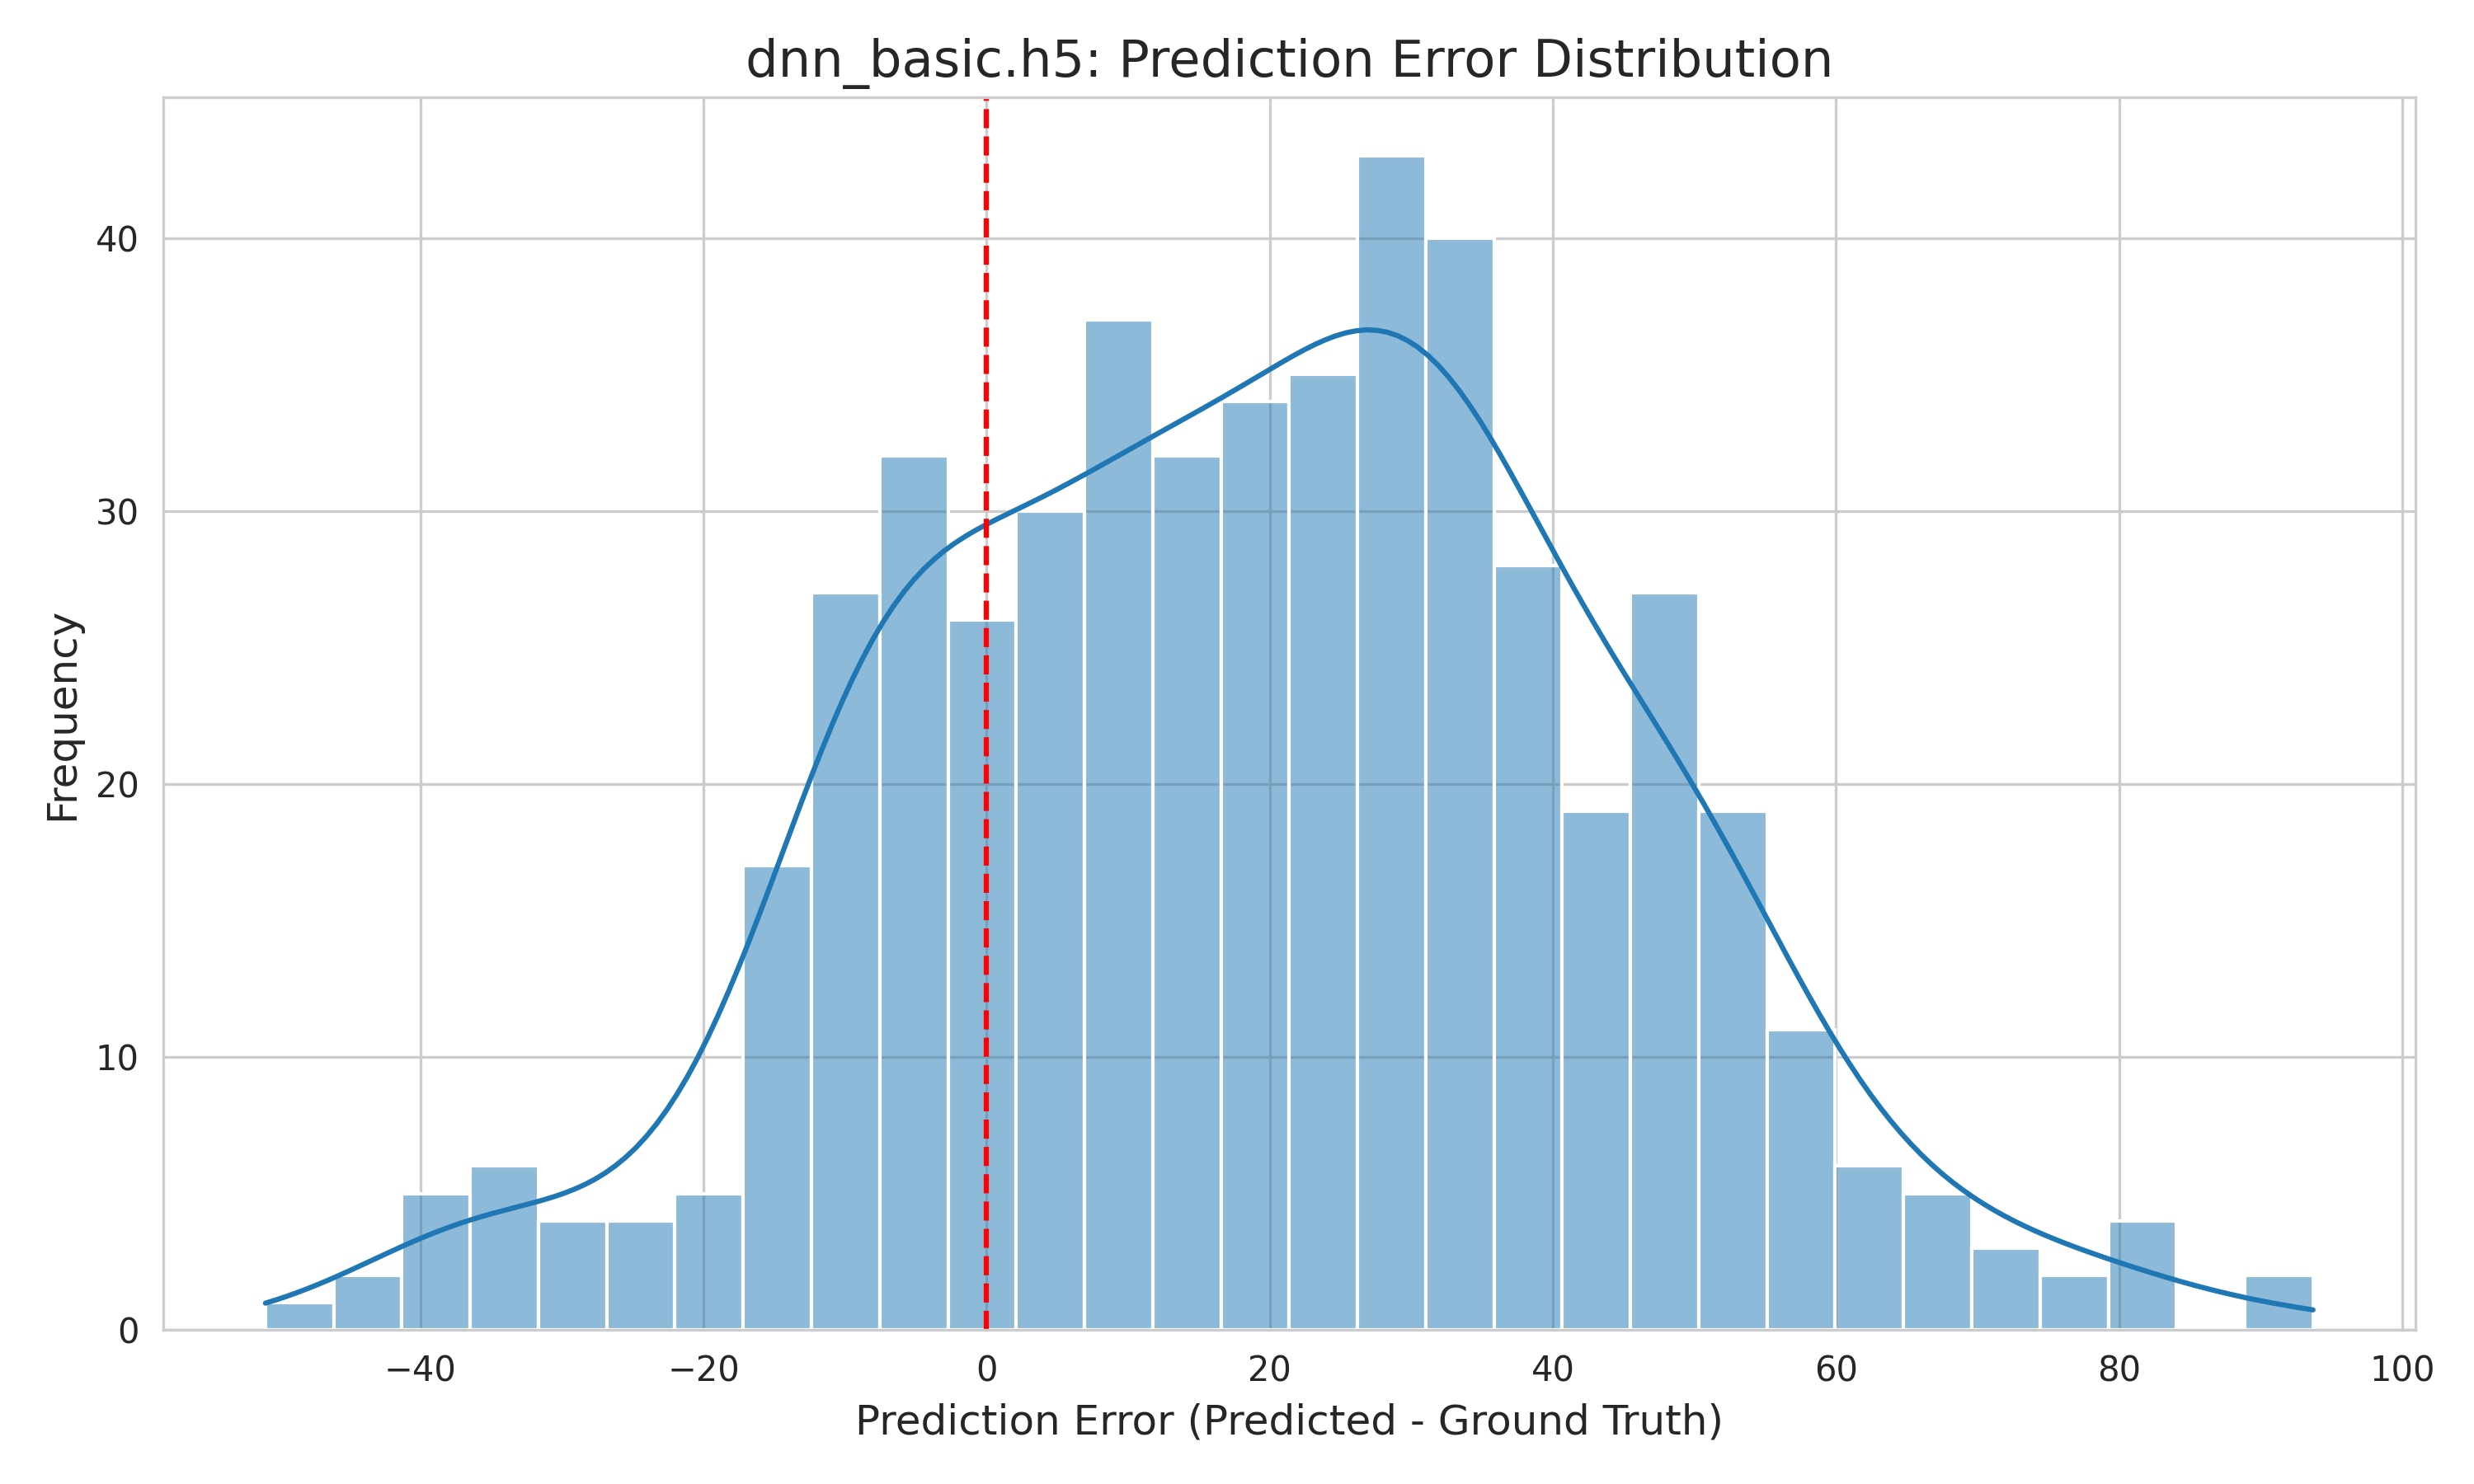 dnn_basic.h5: Prediction Error Distribution
Frequency
40
30
20
10
0
−40 −20 0 20 40 60 80 100
Prediction Error (Predicted - Ground Truth)